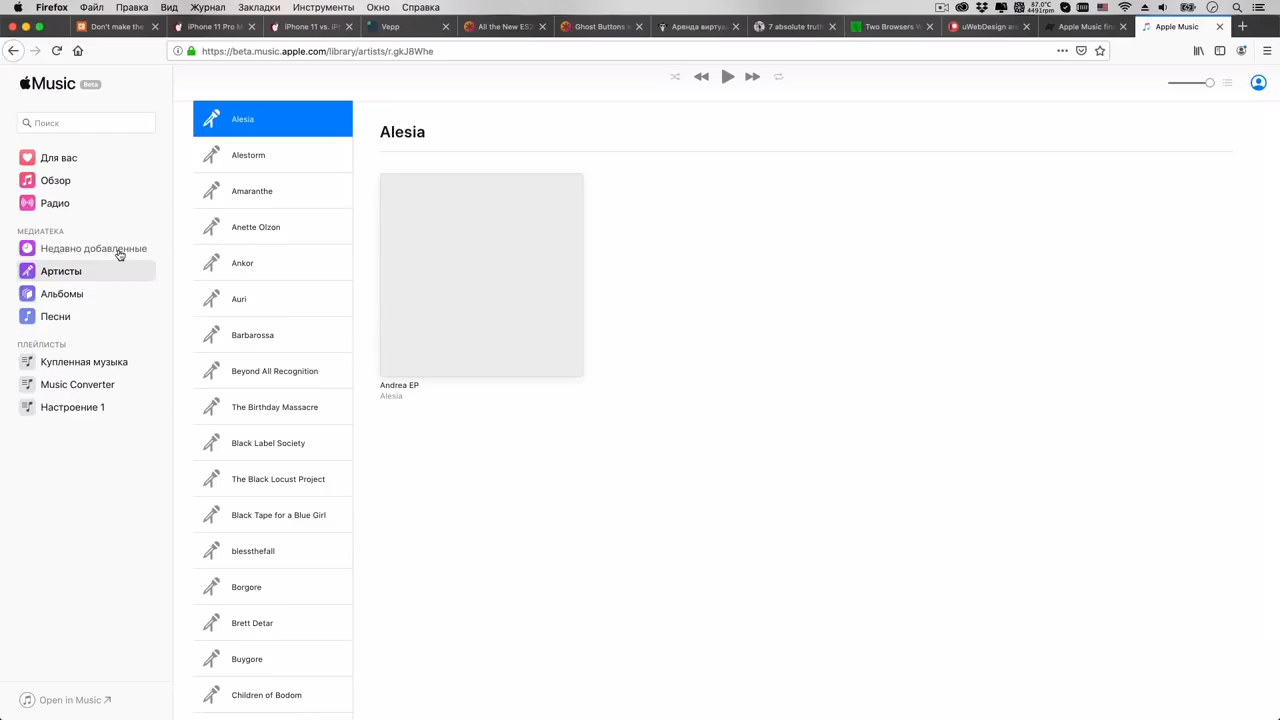 Firefox Файл Правка Вид Журнал Закладки Инструменты Окно Справка
87.0°C
4491rpm
Don't make the
iPhone 11 Pro M
iPhone 11 vs. iP
Vepp
All the New ES
Ghost Buttons
Аренда виртуа
7 absolute truth
Two Browsers W
uWebDesign
Apple Music fin
Apple Music
https://beta.music.apple.com/library/artists/r.gkJ8Whe
Music Beta
Поиск
Для вас
Обзор
Радио
МЕДИАТЕКА
Недавно добавленные
Артисты
Альбомы
Песни
ПЛЕЙЛИСТЫ
Купленная музыка
Music Converter
Настроение 1
Open in Music
Alesia
Alestorm
Amaranthe
Anette Olzon
Ankor
Auri
Barbarossa
Beyond All Recognition
The Birthday Massacre
Black Label Society
The Black Locust Project
Black Tape for a Blue Girl
blessthefall
Borgore
Brett Detar
Buygore
Children of Bodom
Alesia
Andrea EP
Alesia